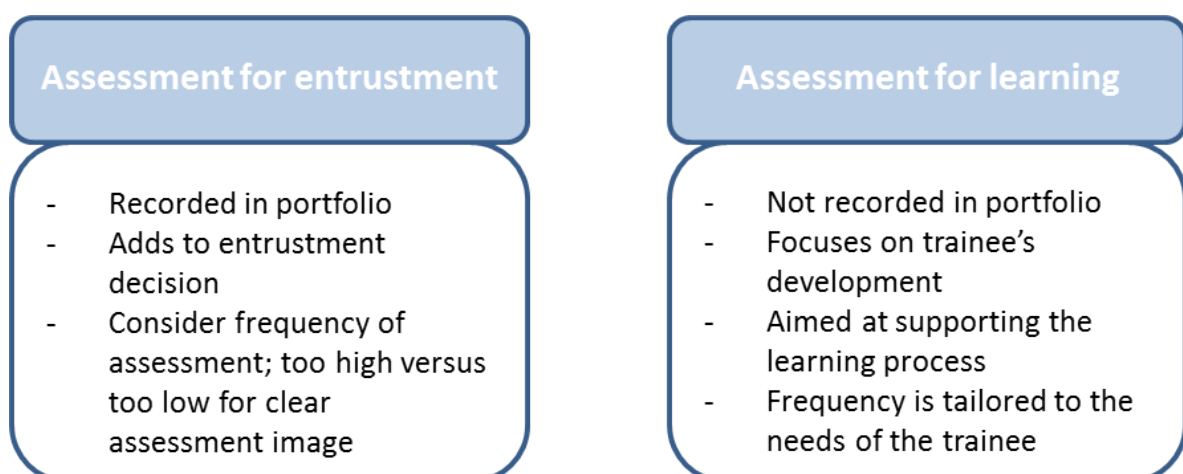 Assessment for entrustment
- Recorded in portfolio
- Adds to entrustment
decision
- Consider frequency of
assessment; too high versus
too low for clear
assessment image
Assessment for learning
- Not recorded in portfolio
- Focuses on trainee’s
development
- Aimed at supporting the
learning process
- Frequency is tailored to the
needs of the trainee